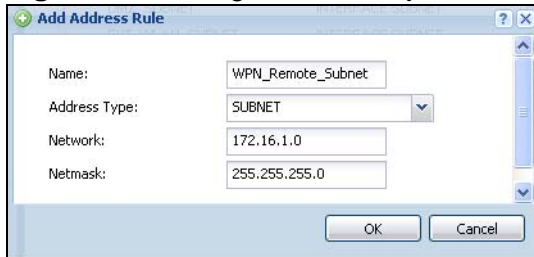 Add Address Rule
Name: WPN_Remote_Subnet
Address Type: SUBNET
Network: 172.16.1.0
Netmask: 255.255.255.0
OK Cancel